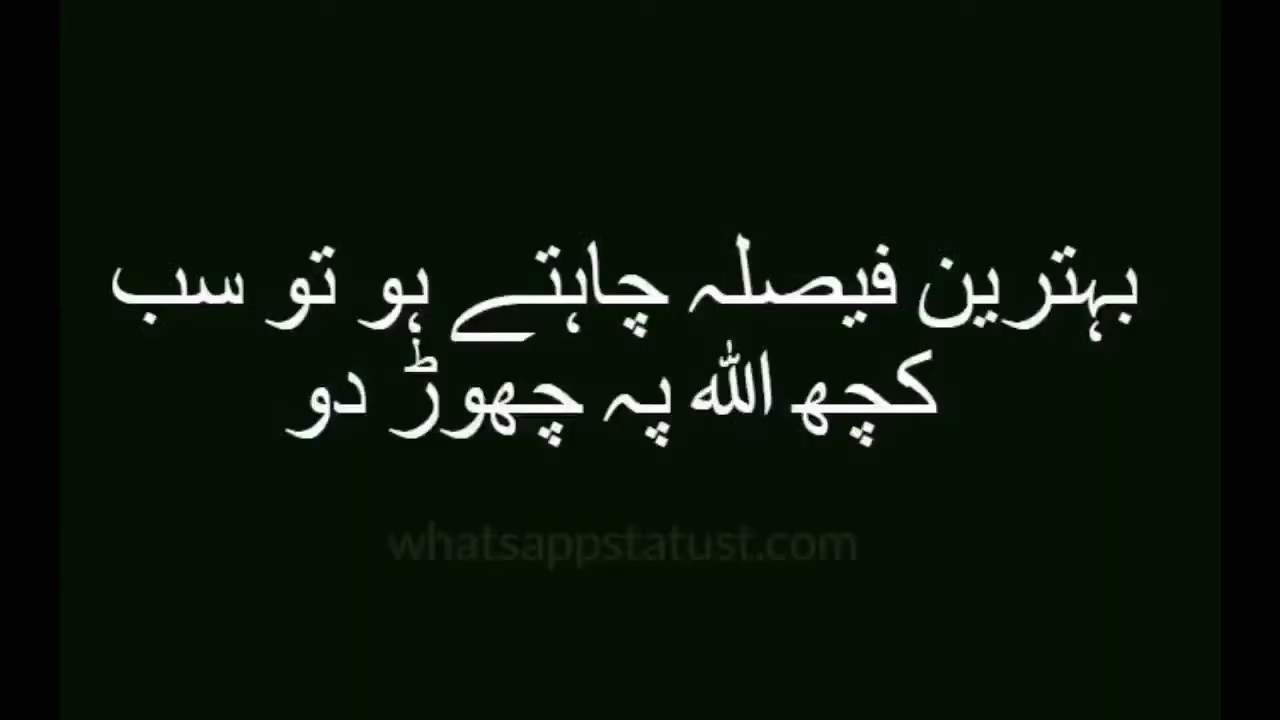 بہترین فیصلہ چاہتے ہو تو سب
کچھ اللہ پہ چھوڑ دو
whatsappstatust.com